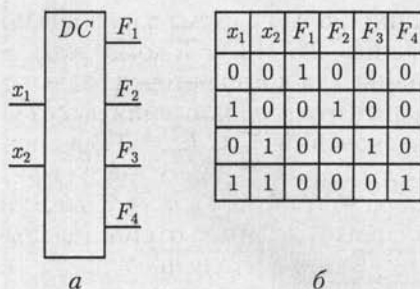 DC
F₁
x₁
F₂
x₂
F₃
F₄
а
x₁ x₂ F₁ F₂ F₃ F₄
0 0 1 0 0 0
1 0 0 1 0 0
0 1 0 0 1 0
1 1 0 0 0 1
б